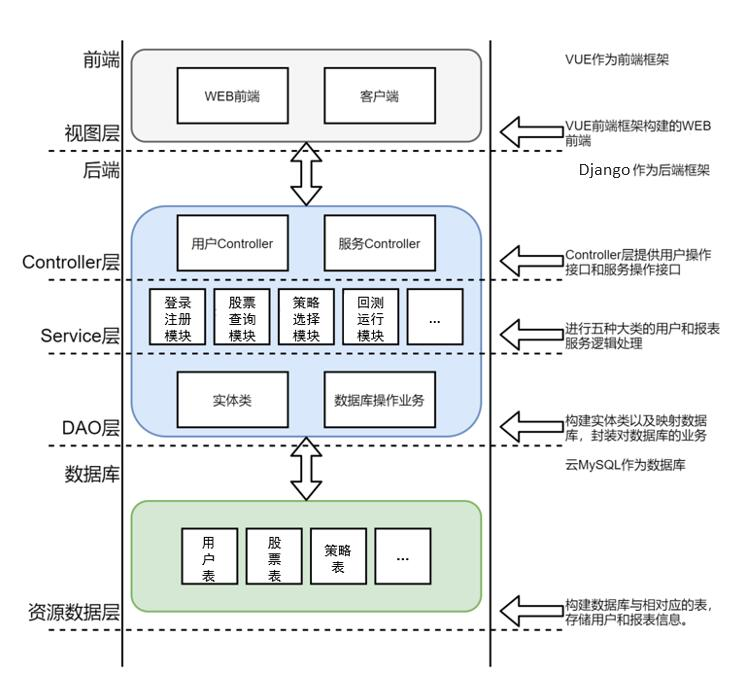 前端
VUE作为前端框架
WEB前端
客户端
视图层
VUE前端框架构建的WEB
前端
后端
Django 作为后端框架
用户Controller
服务Controller
Controller层
Controller层提供用户操作
接口和服务操作接口
登录
注册
模块
股票
查询
模块
策略
选择
模块
回测
运行
模块
...
Service层
进行五种大类的用户和报表
服务逻辑处理
实体类
数据库操作业务
DAO层
构建实体类以及映射数据
库，封装对数据库的业务
数据库
云MySQL作为数据库
用
户
表
股
票
表
策略
表
...
资源数据层
构建数据库与相对应的表，
存储用户和报表信息。